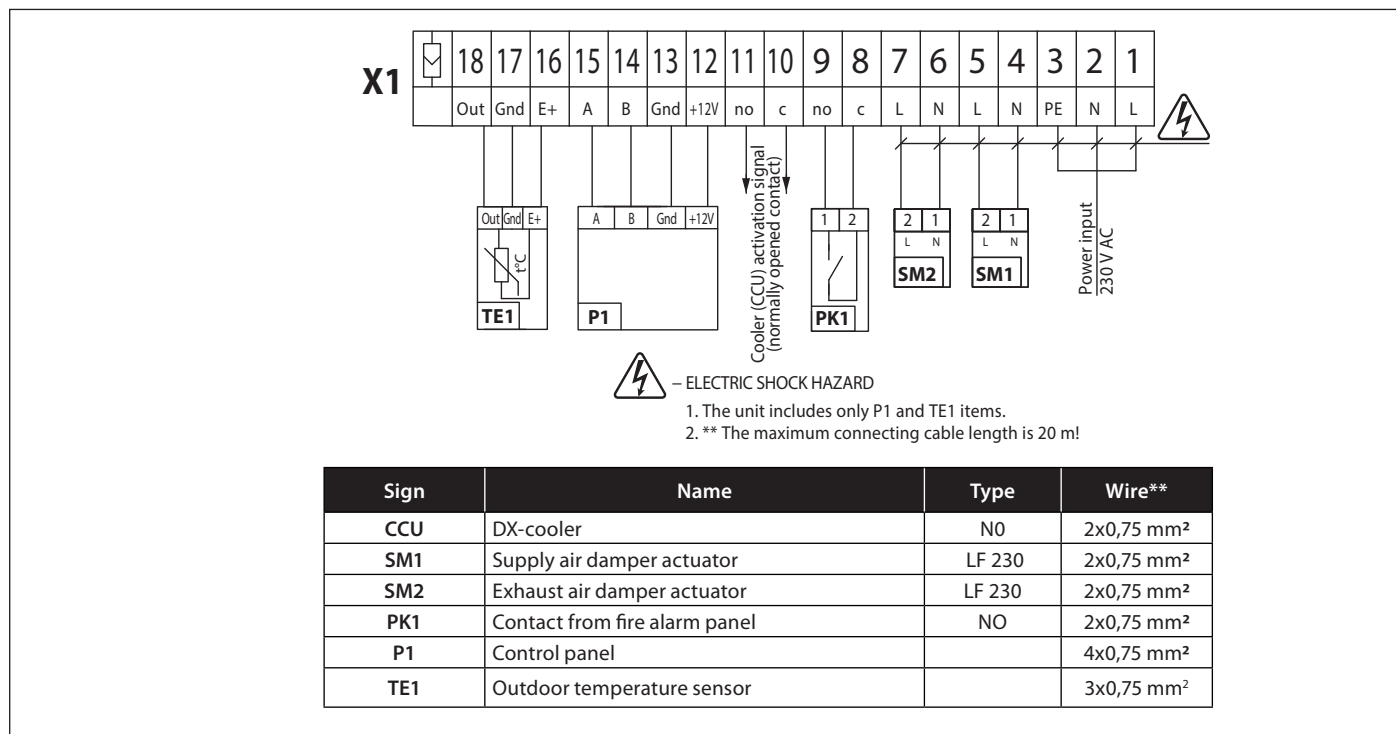 X1 18 17 16 15 14 13 12 11 10 9 8 7 6 5 4 3 2 1
Out Gnd E+ A B Gnd +12V no c no c L N L N PE N L
Cooler (CCU) activation signal
(normally opened contact)
Out Gnd E+
t°C
TE1
A B Gnd +12V
P1
1 2
PK1
2 1
L N
SM2
2 1
L N
SM1
Power input
230 V AC
– ELECTRIC SHOCK HAZARD
1. The unit includes only P1 and TE1 items.
2. ** The maximum connecting cable length is 20 m!
Sign Name Type Wire**
CCU DX-cooler N0 2x0,75 mm²
SM1 Supply air damper actuator LF 230 2x0,75 mm²
SM2 Exhaust air damper actuator LF 230 2x0,75 mm²
PK1 Contact from fire alarm panel NO 2x0,75 mm²
P1 Control panel 4x0,75 mm²
TE1 Outdoor temperature sensor 3x0,75 mm²